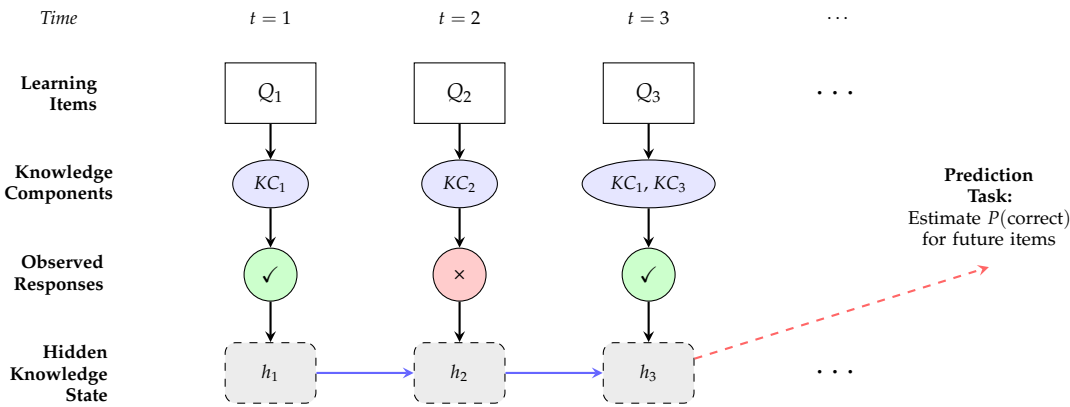 Time t = 1 t = 2 t = 3 ···
Learning
Items
Q₁ Q₂ Q₃ ···
Knowledge
Components
KC₁ KC₂ KC₁, KC₃
Prediction
Task:
Estimate P(correct)
for future items
Observed
Responses
✓ × ✓
Hidden
Knowledge
State
h₁ h₂ h₃ ···